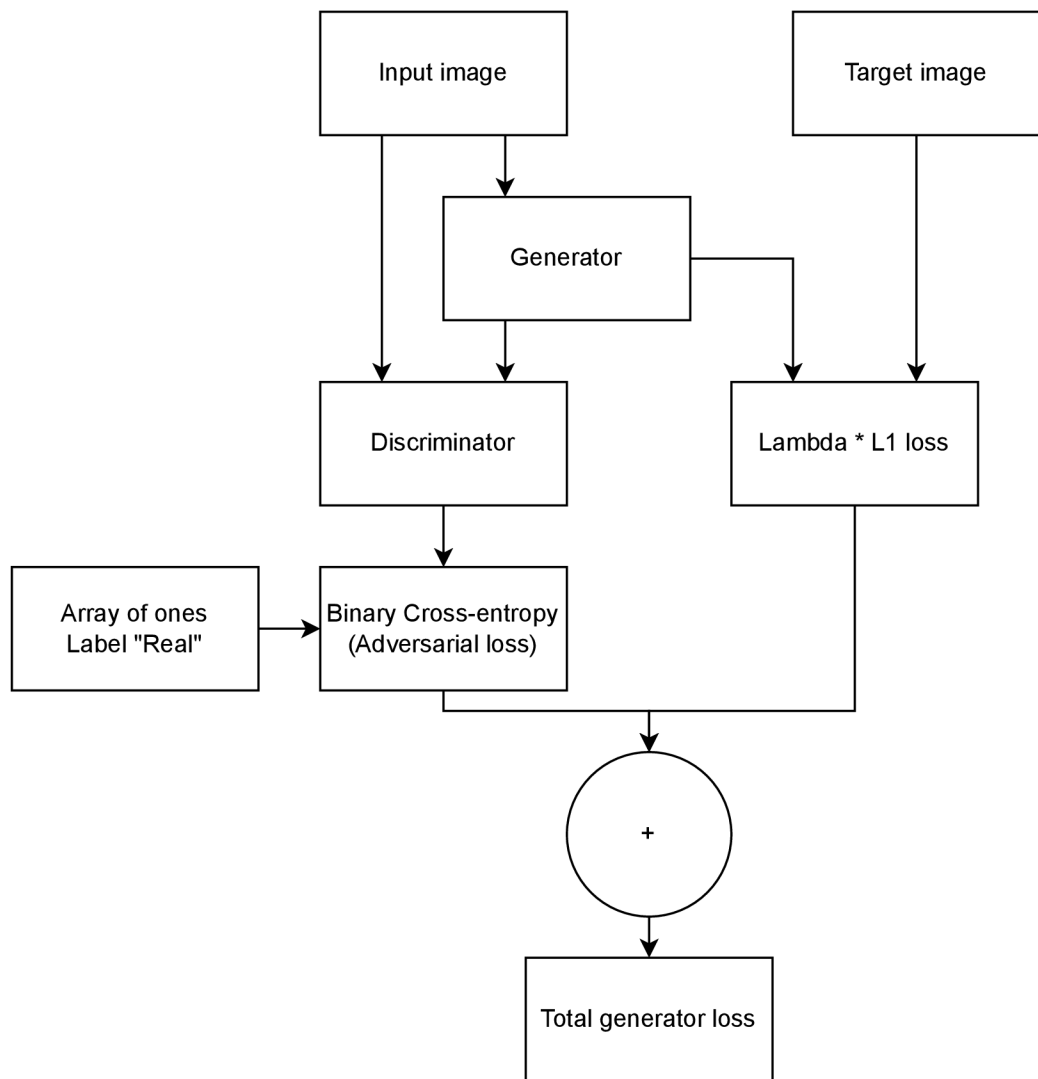 Input image
Target image
Generator
Discriminator
Lambda * L1 loss
Array of ones
Label "Real"
Binary Cross-entropy
(Adversarial loss)
+
Total generator loss